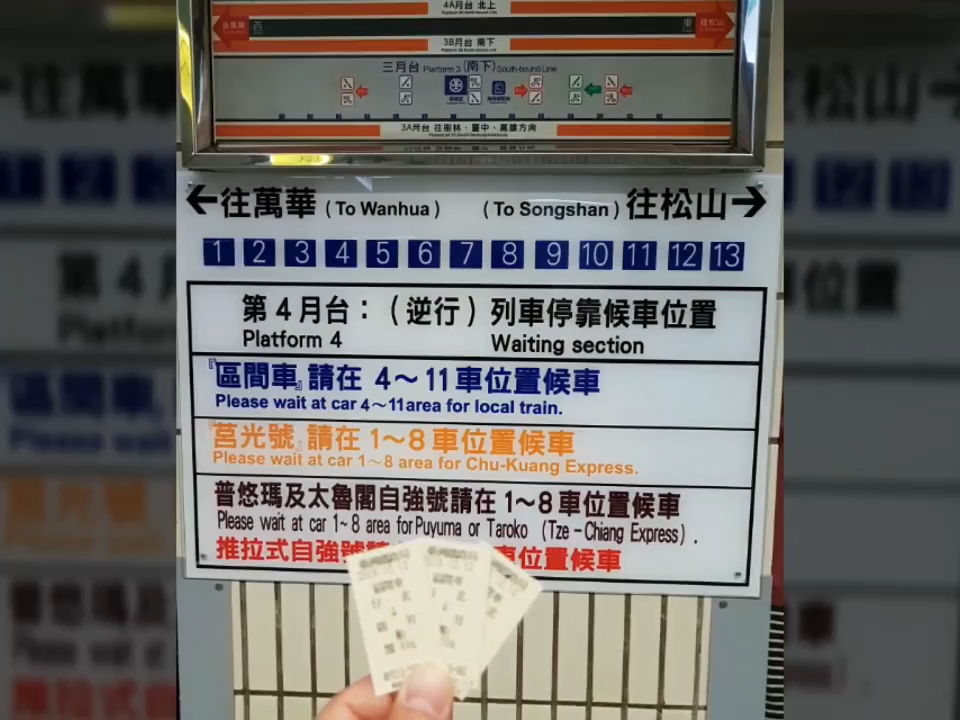 4A月台 北上
3B月台 南下
三月台 Platform 3 (南下) South-bound Line
3A月台 往樹林、臺中、高雄方向
←往萬華 (To Wanhua) (To Songshan) 往松山→
1 2 3 4 5 6 7 8 9 10 11 12 13
第4月台：（逆行）列車停靠候車位置
Platform 4 Waiting section
『區間車』請在 4～11車位置候車
Please wait at car 4～11area for local train.
『莒光號』請在 1～8車位置候車
Please wait at car 1～8 area for Chu-Kuang Express.
普悠瑪及太魯閣自強號請在 1～8車位置候車
Please wait at car 1~8 area for Puyuma or Taroko (Tze-Chiang Express).
推拉式自強號請 車位置候車